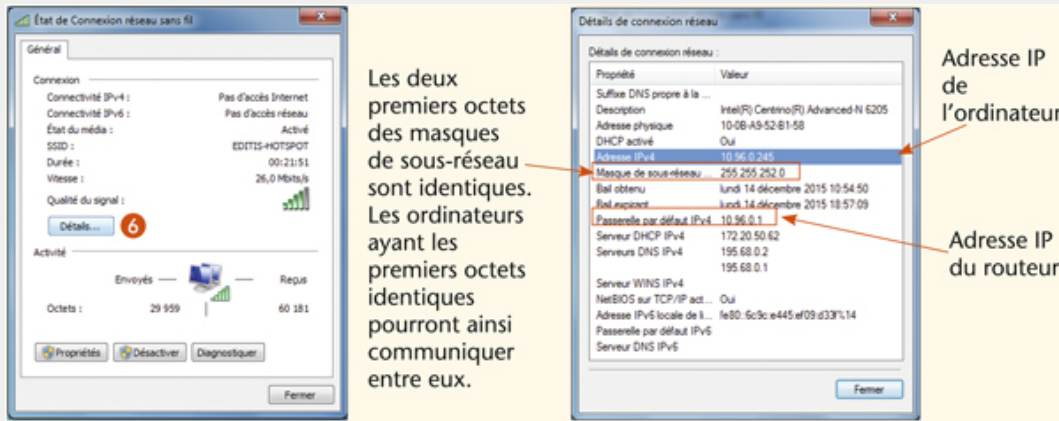 État de Connexion réseau sans fil
Général
Connexion
Connectivité IPv4 : Pas d'accès Internet
Connectivité IPv6 : Pas d'accès réseau
État du média : Activé
SSID : EDITIS-HOTSPOT
Durée : 00:21:51
Vitesse : 26,0 Mbits/s
Qualité du signal :
Détails...
6
Activité
Envoyés — — Reçus
Octets : 29 959 60 181
Propriétés Désactiver Diagnostiquer
Fermer
Les deux
premiers octets
des masques
de sous-réseau
sont identiques.
Les ordinateurs
ayant les
premiers octets
identiques
pourront ainsi
communiquer
entre eux.
Détails de connexion réseau
Détails de connexion réseau :
Propriété Valeur
Suffixe DNS propre à la ...
Description Intel(R) Centrino(R) Advanced-N 6205
Adresse physique 10-0B-A9-52-B1-58
DHCP activé Oui
Adresse IPv4 10.96.0.245
Masque de sous-réseau ... 255.255.252.0
Bail obtenu lundi 14 décembre 2015 10:54:50
Bail expirant lundi 14 décembre 2015 18:57:09
Passerelle par défaut IPv4 10.96.0.1
Serveur DHCP IPv4 172.20.50.62
Serveurs DNS IPv4 195.68.0.2
195.68.0.1
Serveur WINS IPv4
NetBIOS sur TCP/IP act... Oui
Adresse IPv6 locale de li... fe80::6c9c:e445:ef09:d33f%14
Passerelle par défaut IPv6
Serveur DNS IPv6
Fermer
Adresse IP
de
l'ordinateur
Adresse IP
du routeur